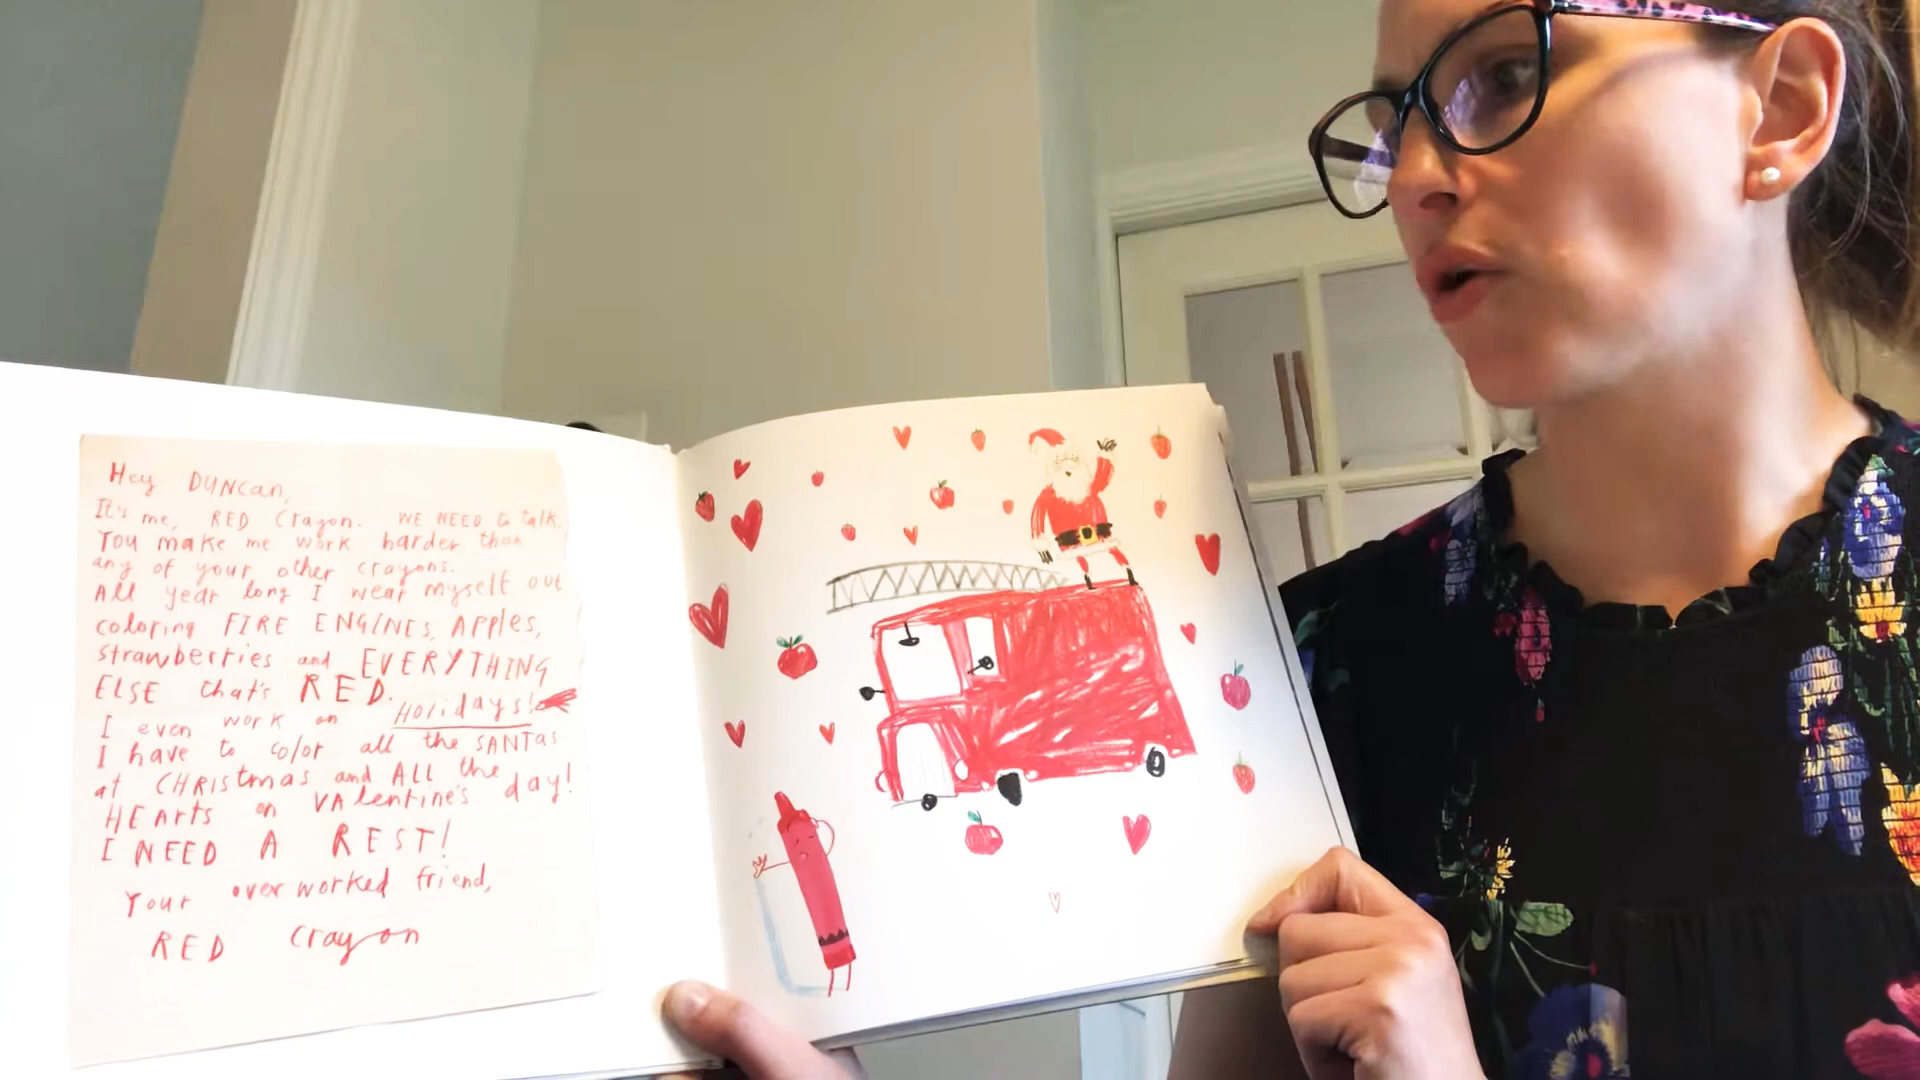 Hey DUNCan,
It's me, RED Crayon. WE NEED to talk.
You make me work harder than
any of your other crayons.
All year long I wear myself out
coloring FIRE ENGINES, APples,
strawberries and EVERYTHING
ELSE that's RED.
I even work on HOlidays!
I have to color all the SANTas
at CHRIStmas and ALL the
HEArts on VAlentine's day!
I NEED A REST!
Your overworked friend,
RED Crayon